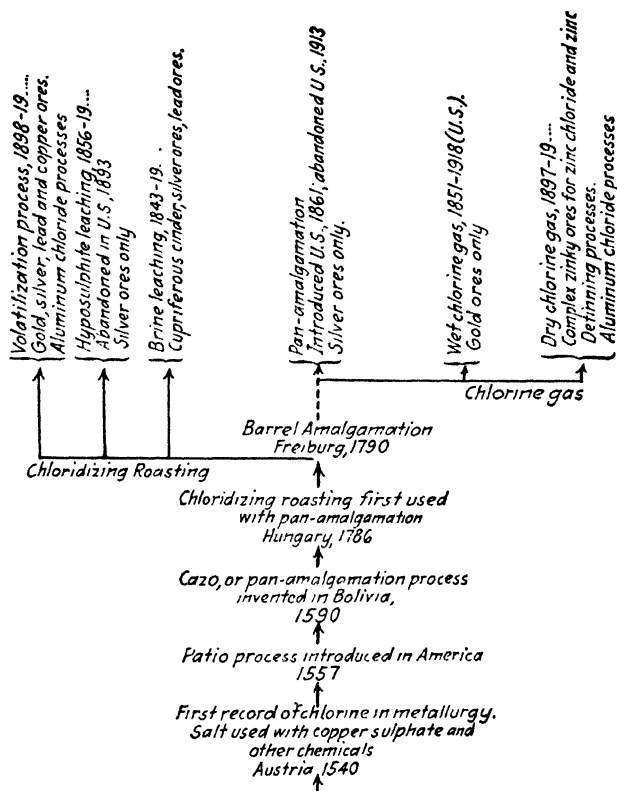 Volatilization process, 1898-19.....
Gold, silver, lead and copper ores.
Aluminum chloride processes
Hyposulphite leaching, 1856-19....
Abandoned in U.S., 1893
Silver ores only
Brine leaching, 1843-19...
Cupriferous cinder, silver ores, lead ores.
Pan-amalgamation
Introduced U.S., 1861; abandoned U.S., 1913
Silver ores only.
Wet chlorine gas, 1851-1918 (U.S).
Gold ores only
Dry chlorine gas, 1897-19....
Complex zinky ores for zinc chloride and zinc
Detinning processes.
Aluminum chloride processes
Chlorine gas
Barrel Amalgamation
Freiburg, 1790
Chloridizing Roasting
Chloridizing roasting first used
with pan-amalgamation
Hungary, 1786
Cazo, or pan-amalgamation process
invented in Bolivia,
1590
Patio process introduced in America
1557
First record of chlorine in metallurgy.
Salt used with copper sulphate and
other chemicals
Austria 1540